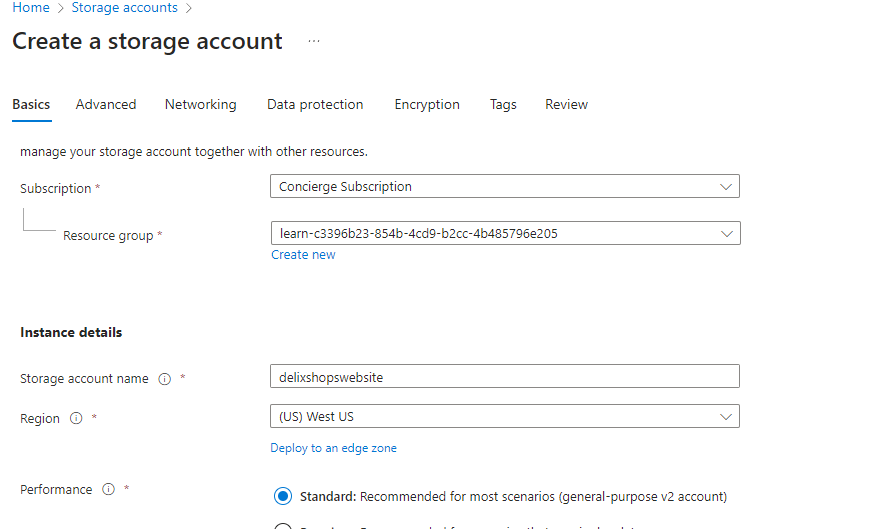 Home > Storage accounts >
Create a storage account ...
Basics Advanced Networking Data protection Encryption Tags Review
manage your storage account together with other resources.
Subscription * Concierge Subscription
Resource group * learn-c3396b23-854b-4cd9-b2cc-4b485796e205
Create new
Instance details
Storage account name * delixshopswebsite
Region * (US) West US
Deploy to an edge zone
Performance * Standard: Recommended for most scenarios (general-purpose v2 account)